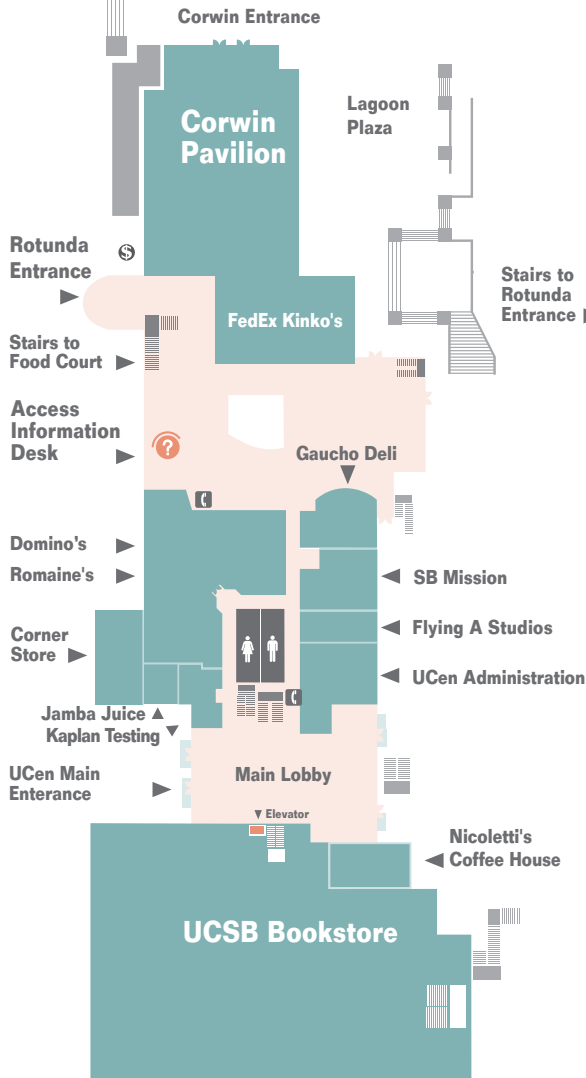 Corwin Entrance
Corwin
Pavilion
Lagoon
Plaza
$
Rotunda
Entrance
Stairs to
Rotunda
Entrance
FedEx Kinko's
Stairs to
Food Court
Access
Information
Desk
?
Gaucho Deli
Domino's
Romaine's
SB Mission
Flying A Studios
Corner
Store
UCen Administration
Jamba Juice
Kaplan Testing
UCen Main
Enterance
Main Lobby
Elevator
Nicoletti's
Coffee House
UCSB Bookstore